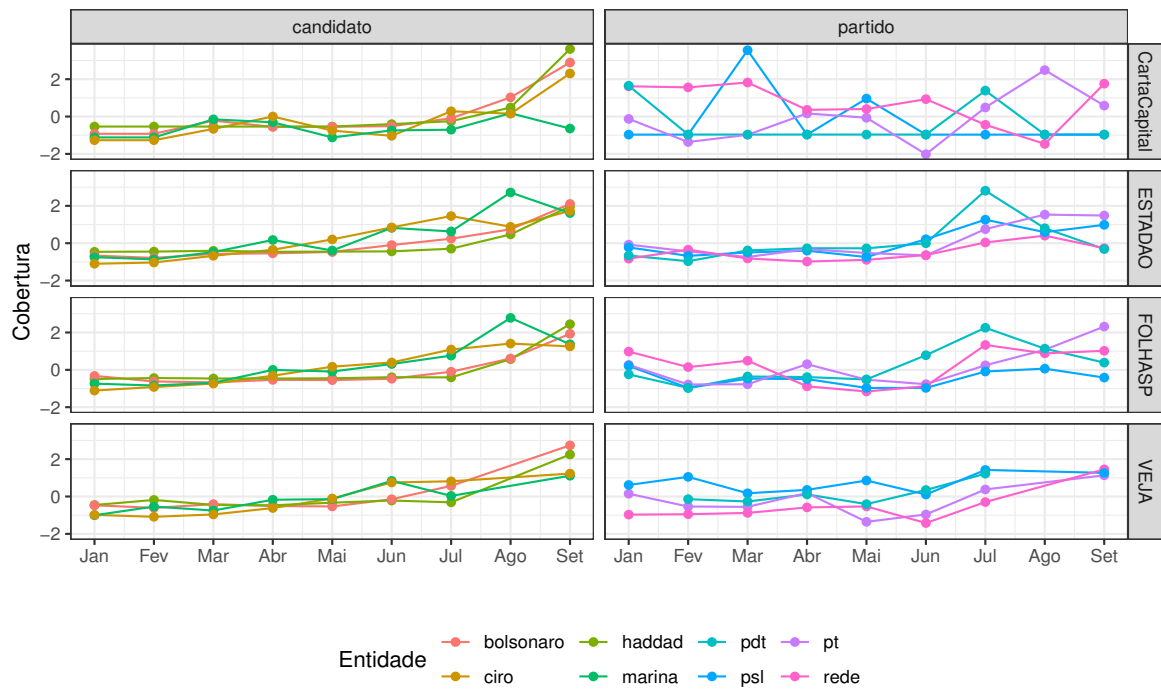 candidato
partido
2
0
−2
CartaCapital
2
0
−2
ESTADAO
2
0
−2
FOLHASP
2
0
−2
VEJA
Cobertura
Jan Fev Mar Abr Mai Jun Jul Ago Set
Jan Fev Mar Abr Mai Jun Jul Ago Set
Entidade
bolsonaro haddad pdt pt
ciro marina psl rede